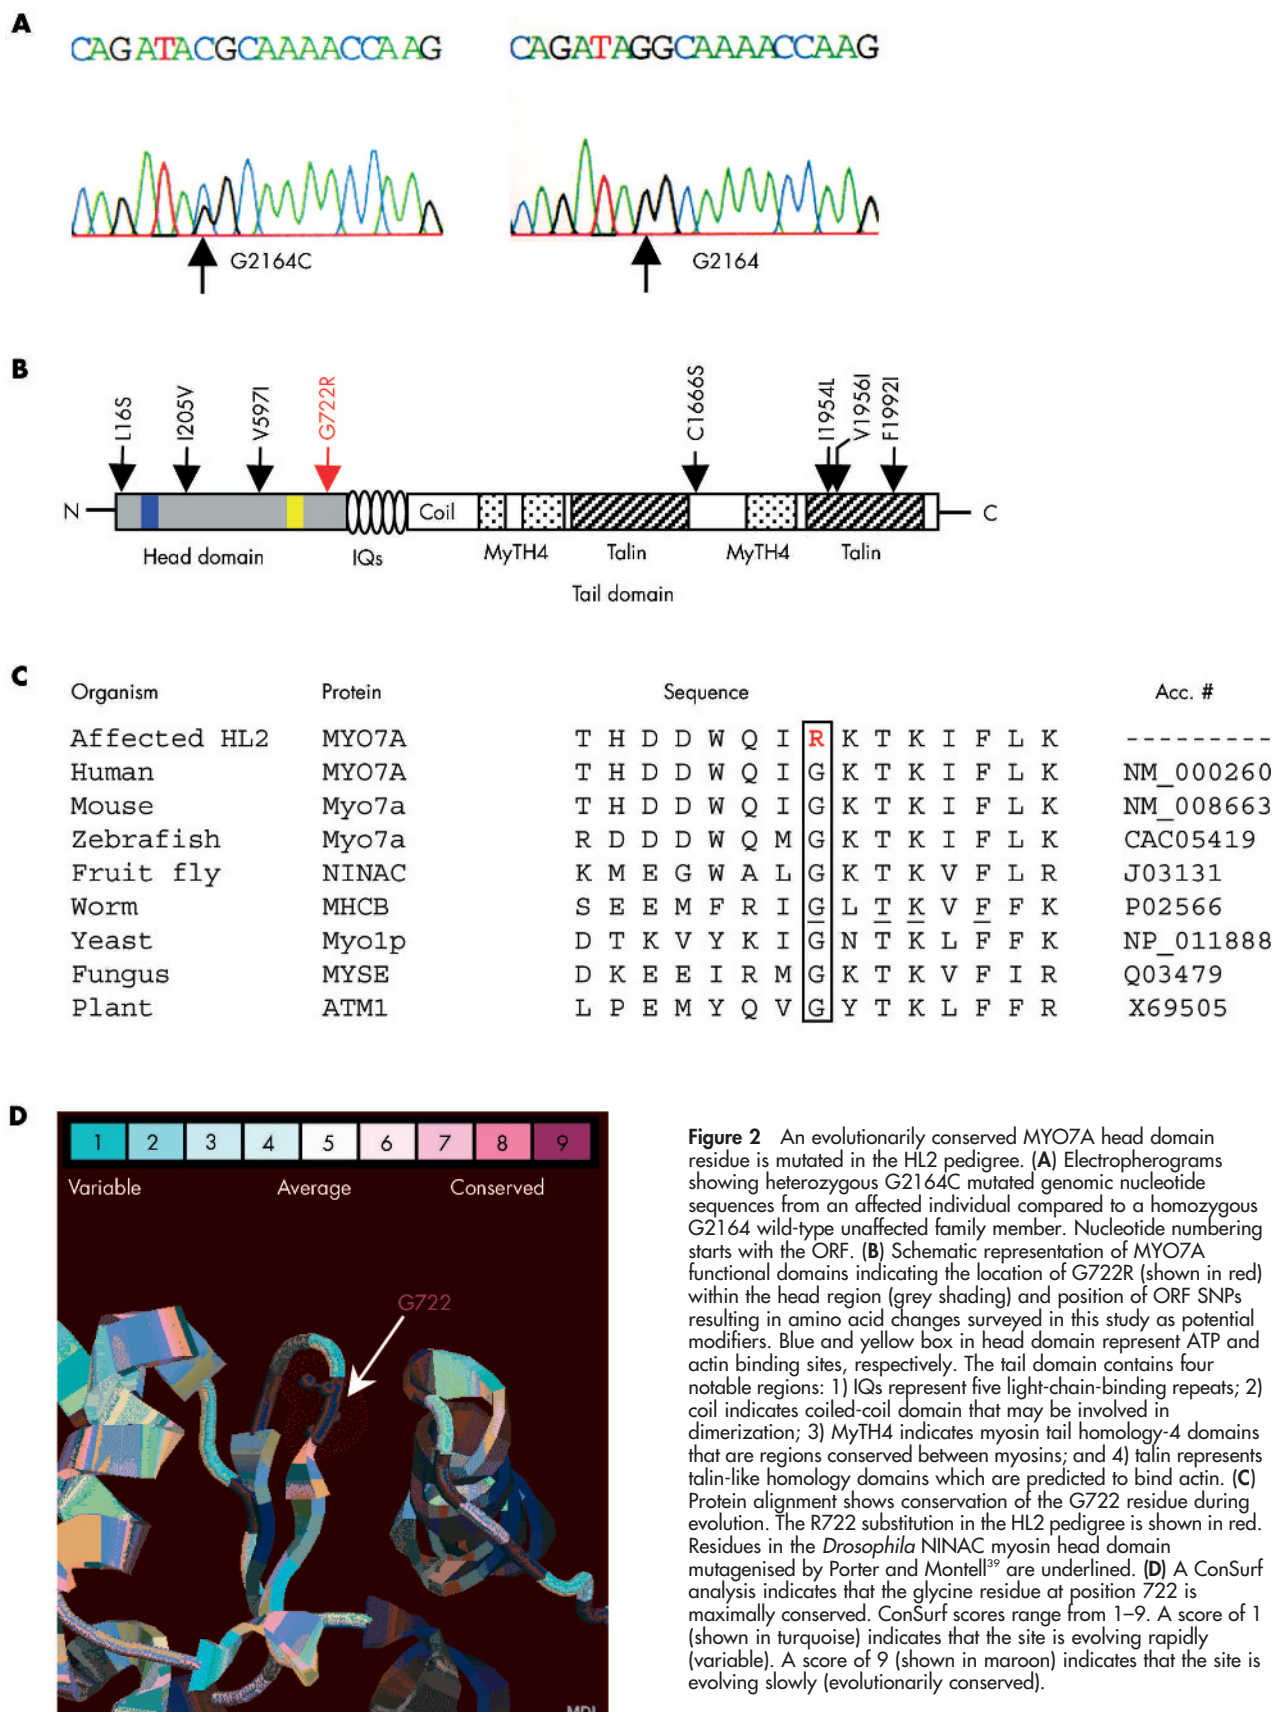 A
CAGATACGCAAAACCAAG
CAGATAGGCAAAACCAAG
G2164C
G2164
B
L16S
I205V
V597I
G722R
C1666S
I1954L
V1956I
F1992I
N
Coil
C
Head domain
IQs
MyTH4
Talin
MyTH4
Talin
Tail domain
C
Organism Protein Sequence Acc. #
Affected HL2 MYO7A T H D D W Q I R K T K I F L K ---------
Human MYO7A T H D D W Q I G K T K I F L K NM_000260
Mouse Myo7a T H D D W Q I G K T K I F L K NM_008663
Zebrafish Myo7a R D D D W Q M G K T K I F L K CAC05419
Fruit fly NINAC K M E G W A L G K T K V F L R J03131
Worm MHCB S E E M F R I G L T K V F F K P02566
Yeast Myo1p D T K V Y K I G N T K L F F K NP_011888
Fungus MYSE D K E E I R M G K T K V F I R Q03479
Plant ATM1 L P E M Y Q V G Y T K L F F R X69505
D
1 2 3 4 5 6 7 8 9
Variable Average Conserved
G722
MDL
Figure 2 An evolutionarily conserved MYO7A head domain
residue is mutated in the HL2 pedigree. (A) Electropherograms
showing heterozygous G2164C mutated genomic nucleotide
sequences from an affected individual compared to a homozygous
G2164 wild-type unaffected family member. Nucleotide numbering
starts with the ORF. (B) Schematic representation of MYO7A
functional domains indicating the location of G722R (shown in red)
within the head region (grey shading) and position of ORF SNPs
resulting in amino acid changes surveyed in this study as potential
modifiers. Blue and yellow box in head domain represent ATP and
actin binding sites, respectively. The tail domain contains four
notable regions: 1) IQs represent five light-chain-binding repeats; 2)
coil indicates coiled-coil domain that may be involved in
dimerization; 3) MyTH4 indicates myosin tail homology-4 domains
that are regions conserved between myosins; and 4) talin represents
talin-like homology domains which are predicted to bind actin. (C)
Protein alignment shows conservation of the G722 residue during
evolution. The R722 substitution in the HL2 pedigree is shown in red.
Residues in the Drosophila NINAC myosin head domain
mutagenised by Porter and Montell39 are underlined. (D) A ConSurf
analysis indicates that the glycine residue at position 722 is
maximally conserved. ConSurf scores range from 1–9. A score of 1
(shown in turquoise) indicates that the site is evolving rapidly
(variable). A score of 9 (shown in maroon) indicates that the site is
evolving slowly (evolutionarily conserved).